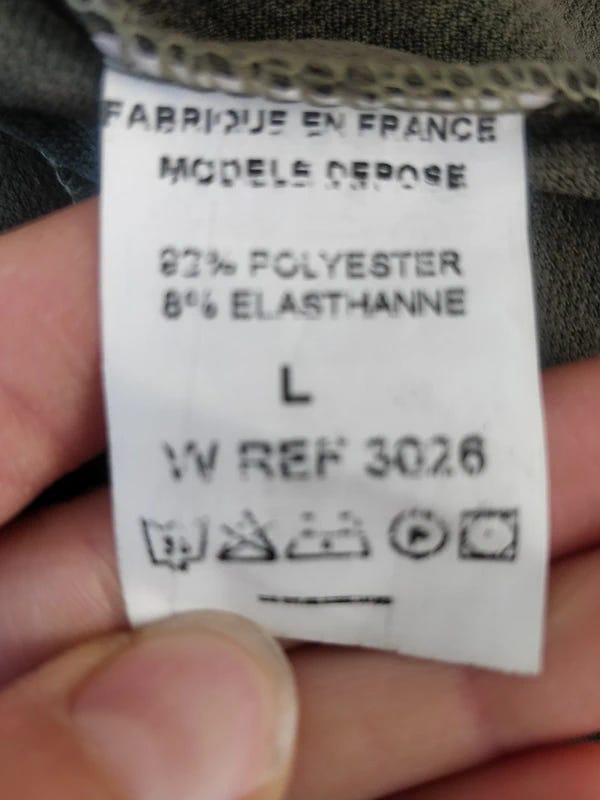 FABRIQUE EN FRANCE
MODELE DEPOSE
92% POLYESTER
8% ELASTHANNE
L
W REF 3026